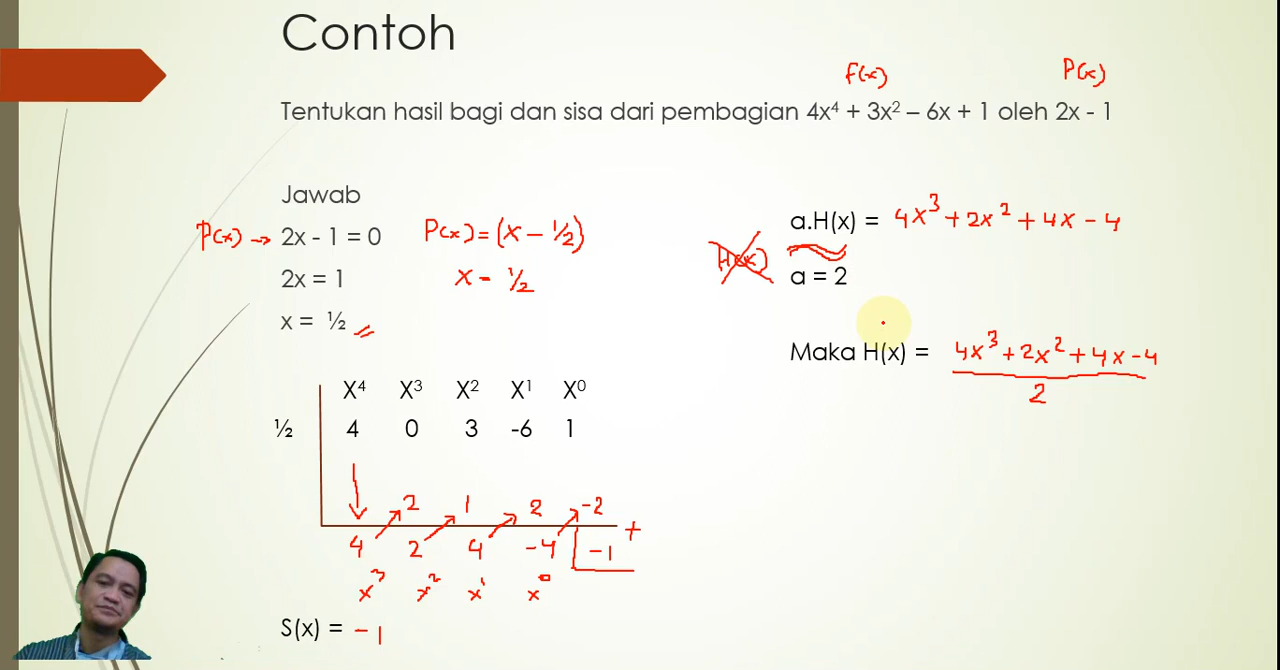 Contoh
F(x) P(x)
Tentukan hasil bagi dan sisa dari pembagian 4x⁴ + 3x² – 6x + 1 oleh 2x - 1
Jawab
P(x) → 2x - 1 = 0 P(x) = (x - ½)
2x = 1 x = ½
x = ½
X⁴ X³ X² X¹ X⁰
½ 4 0 3 -6 1
2 1 2 -2 +
4 2 4 -4 -1
x³ x² x¹ x⁰
S(x) = -1
a.H(x) = 4x³ + 2x² + 4x - 4
H(x)
a = 2
Maka H(x) = 4x³ + 2x² + 4x - 4
2